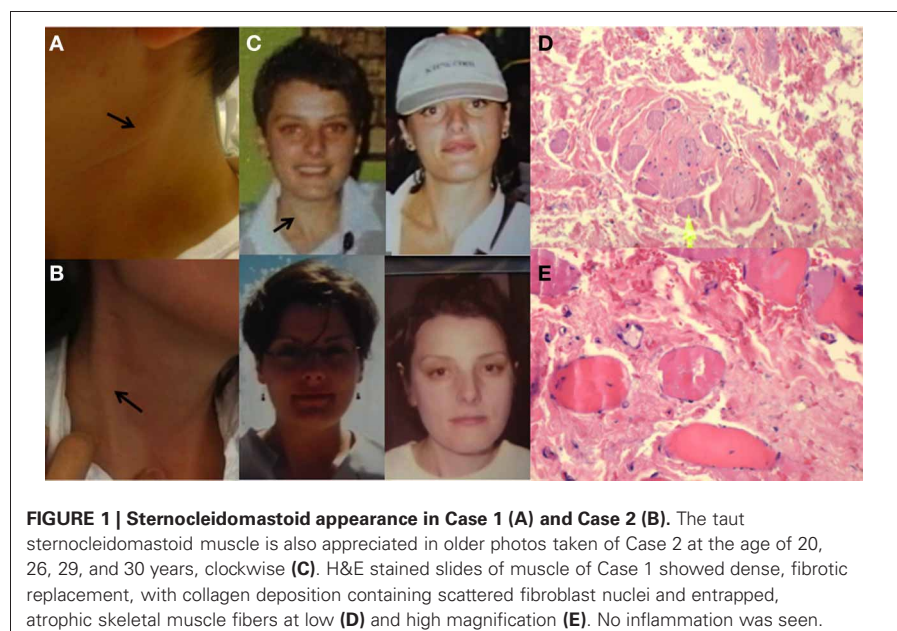 A
C
D
B
E
FIGURE 1 | Sternocleidomastoid appearance in Case 1 (A) and Case 2 (B). The taut
sternocleidomastoid muscle is also appreciated in older photos taken of Case 2 at the age of 20,
26, 29, and 30 years, clockwise (C). H&E stained slides of muscle of Case 1 showed dense, fibrotic
replacement, with collagen deposition containing scattered fibroblast nuclei and entrapped,
atrophic skeletal muscle fibers at low (D) and high magnification (E). No inflammation was seen.